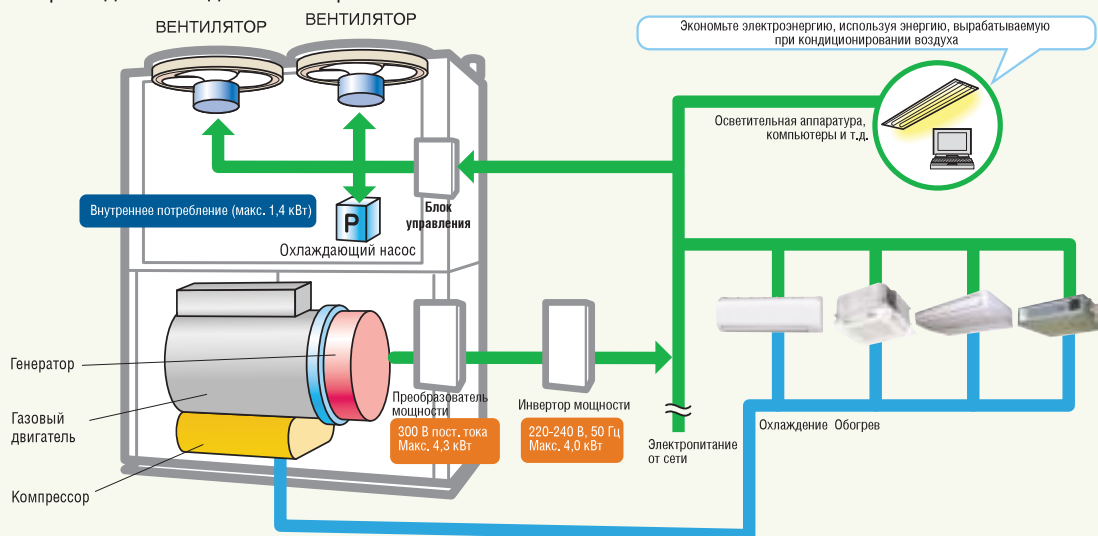 ВЕНТИЛЯТОР
ВЕНТИЛЯТОР
Экономьте электроэнергию, используя энергию, вырабатываемую
при кондиционировании воздуха
Осветительная аппаратура,
компьютеры и т.д.
Внутреннее потребление (макс. 1,4 кВт)
Блок
управления
P
Охлаждающий насос
Генератор
Газовый
двигатель
Компрессор
Преобразователь
мощности
300 В пост. тока
Макс. 4,3 кВт
Инвертор мощности
220-240 В, 50 Гц
Макс. 4,0 кВт
Электропитание
от сети
Охлаждение Обогрев